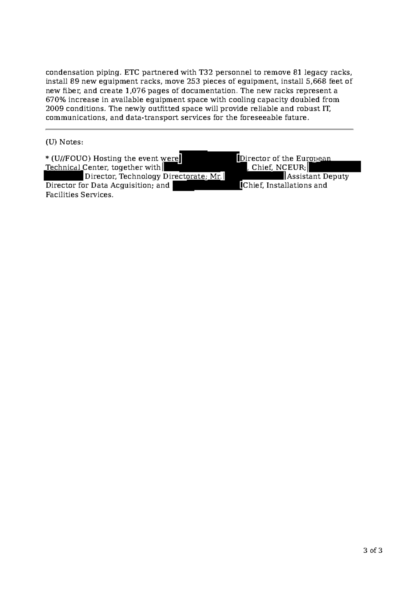 condensation piping. ETC partnered with T32 personnel to remove 81 legacy racks,
install 89 new equipment racks, move 253 pieces of equipment, install 5,668 feet of
new fiber, and create 1,076 pages of documentation. The new racks represent a
670% increase in available equipment space with cooling capacity doubled from
2009 conditions. The newly outfitted space will provide reliable and robust IT,
communications, and data-transport services for the foreseeable future.
(U) Notes:
* (U//FOUO) Hosting the event were Director of the European
Technical Center, together with , Chief, NCEUR;
Director, Technology Directorate; Mr. Assistant Deputy
Director for Data Acquisition; and Chief, Installations and
Facilities Services.
3 of 3